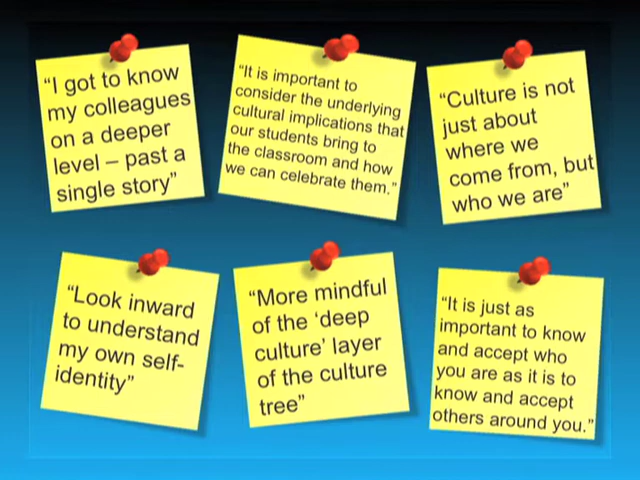 “I got to know
my colleagues
on a deeper
level – past a
single story”
“It is important to
consider the underlying
cultural implications that
our students bring to
the classroom and how
we can celebrate them.”
“Culture is not
just about
where we
come from, but
who we are”
“Look inward
to understand
my own self-
identity”
“More mindful
of the ‘deep
culture’ layer
of the culture
tree”
“It is just as
important to know
and accept who
you are as it is to
know and accept
others around you.”